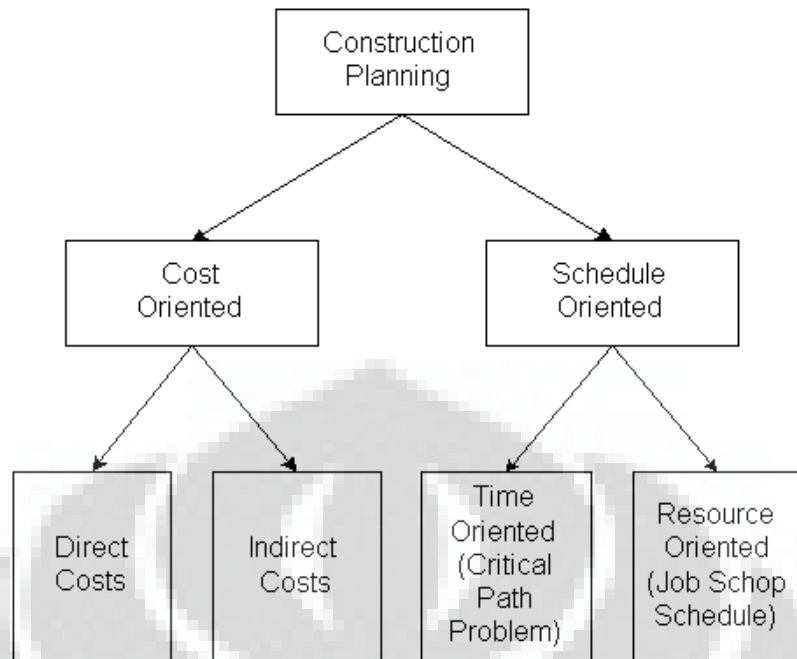 Construction
Planning
Cost
Oriented
Schedule
Oriented
Direct
Costs
Indirect
Costs
Time
Oriented
(Critical
Path
Problem)
Resource
Oriented
(Job Schop
Schedule)